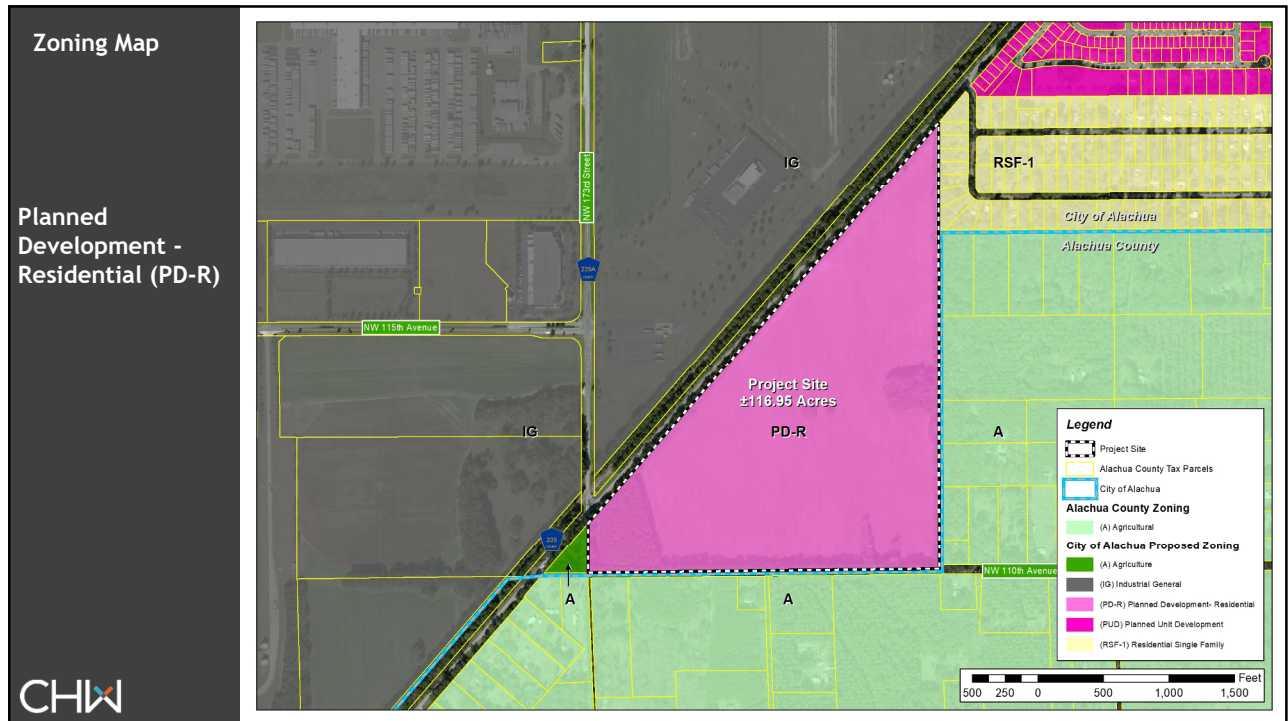 Zoning Map
Planned
Development -
Residential (PD-R)
CHW
IG
RSF-1
City of Alachua
Alachua County
NW 173rd Street
235A
NW 115th Avenue
Project Site
±116.95 Acres
PD-R
IG
A
235
A
A
NW 110th Avenue
Legend
Project Site
Alachua County Tax Parcels
City of Alachua
Alachua County Zoning
(A) Agricultural
City of Alachua Proposed Zoning
(A) Agriculture
(IG) Industrial General
(PD-R) Planned Development- Residential
(PUD) Planned Unit Development
(RSF-1) Residential Single Family
Feet
500 250 0 500 1,000 1,500